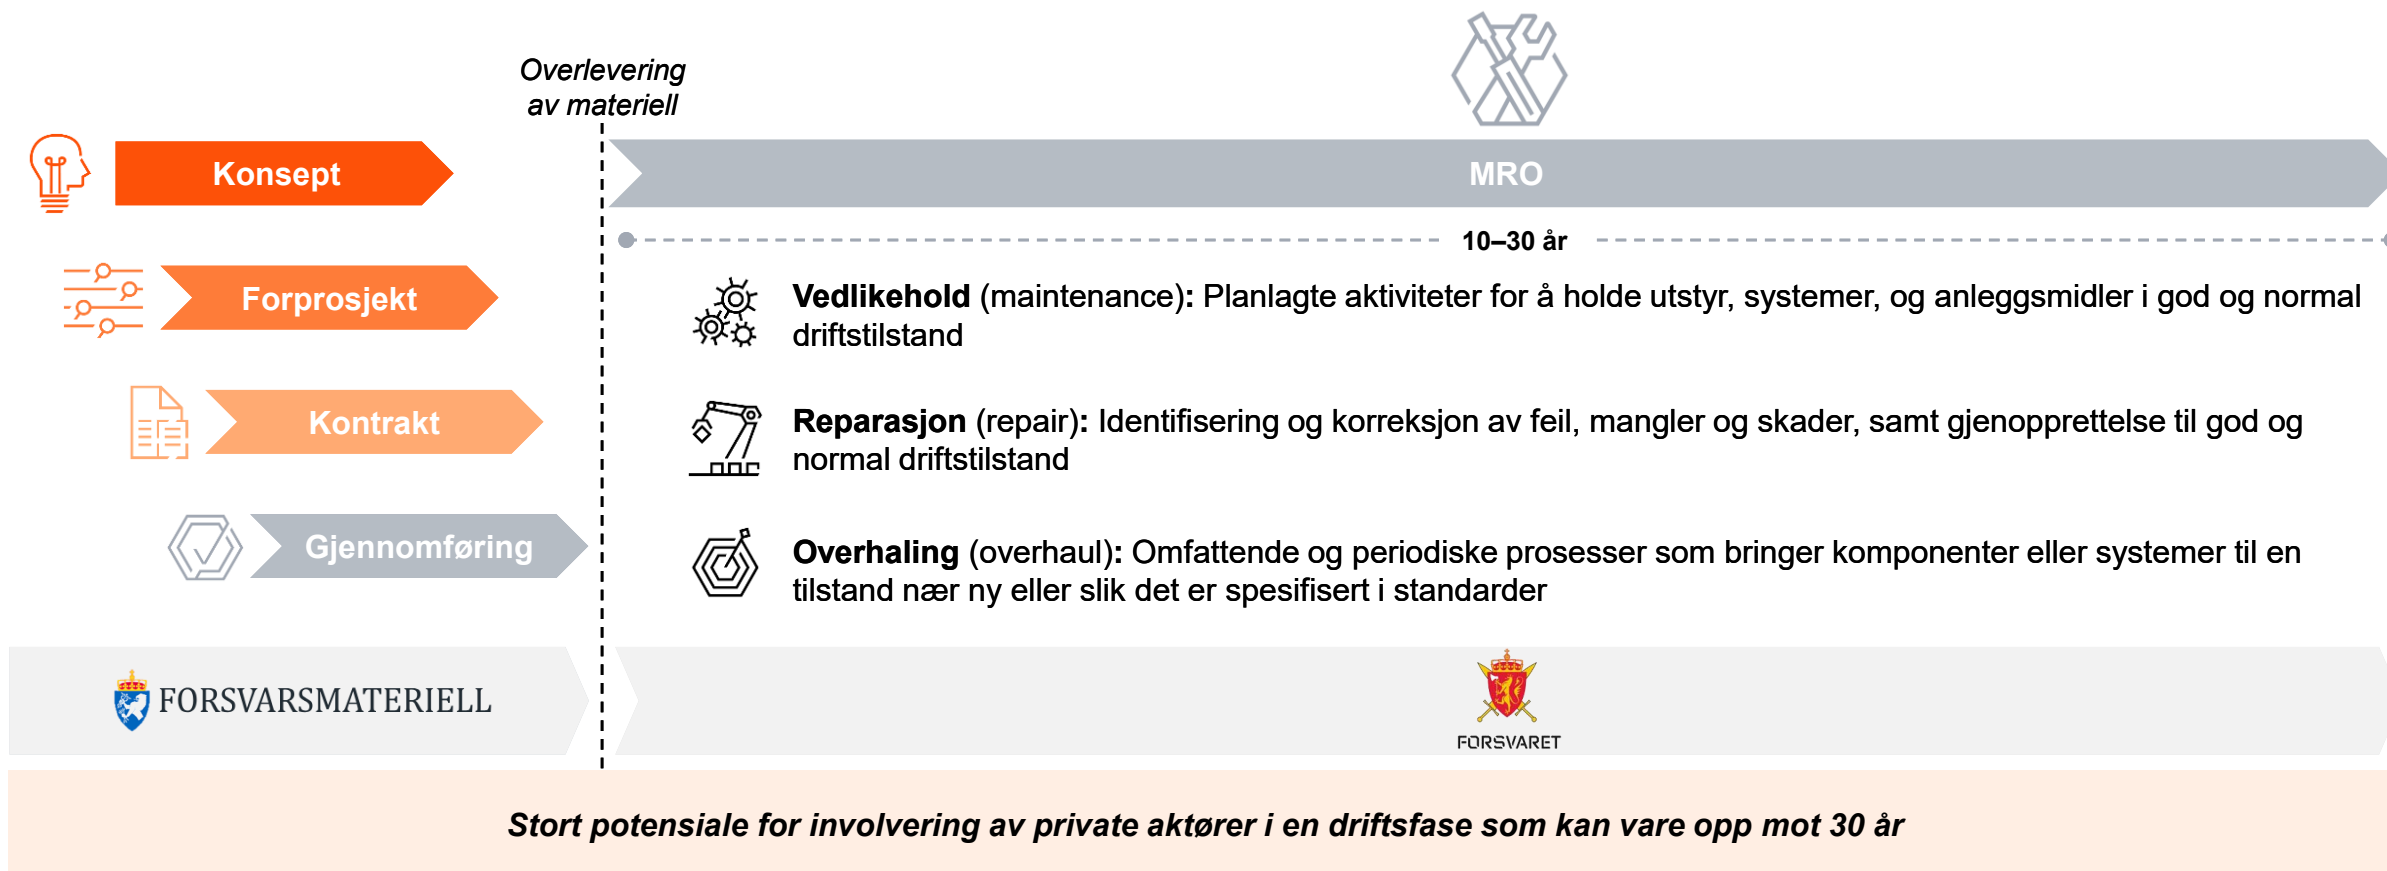 Overlevering
av materiell
Konsept
Forprosjekt
Kontrakt
Gjennomføring
FORSVARSMATERIELL
MRO
10–30 år
Vedlikehold (maintenance): Planlagte aktiviteter for å holde utstyr, systemer, og anleggsmidler i god og normal
driftstilstand
Reparasjon (repair): Identifisering og korreksjon av feil, mangler og skader, samt gjenopprettelse til god og
normal driftstilstand
Overhaling (overhaul): Omfattende og periodiske prosesser som bringer komponenter eller systemer til en
tilstand nær ny eller slik det er spesifisert i standarder
FORSVARET
Stort potensiale for involvering av private aktører i en driftsfase som kan vare opp mot 30 år